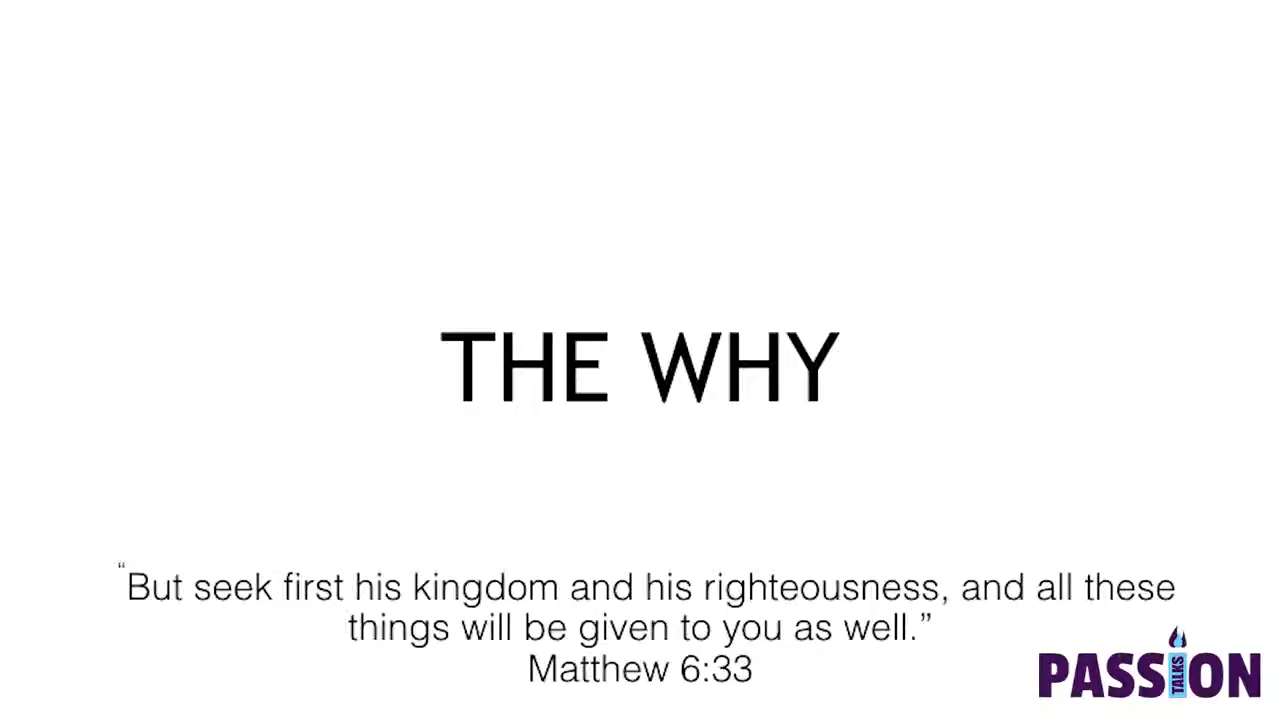 THE WHY
“But seek first his kingdom and his righteousness, and all these
things will be given to you as well.”
Matthew 6:33
PASSION
TALKS